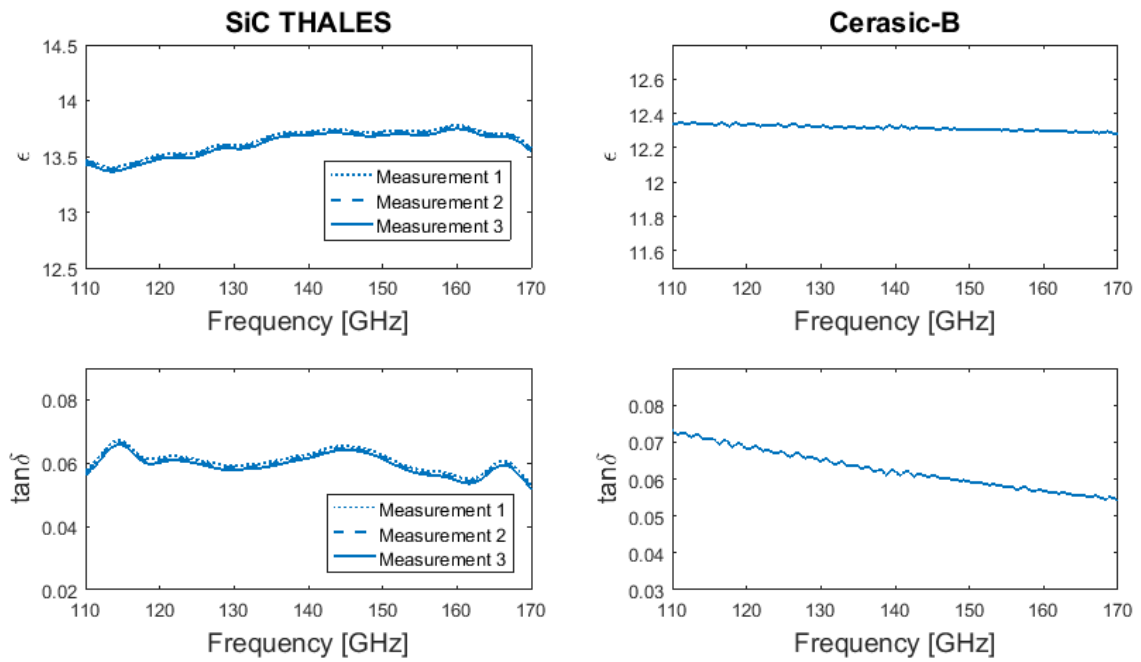 SiC THALES
14.5
14
13.5
13
12.5
ϵ
Measurement 1
Measurement 2
Measurement 3
110 120 130 140 150 160 170
Frequency [GHz]
Cerasic-B
12.6
12.4
12.2
12
11.8
11.6
ϵ
110 120 130 140 150 160 170
Frequency [GHz]
0.08
0.06
0.04
0.02
tanδ
Measurement 1
Measurement 2
Measurement 3
110 120 130 140 150 160 170
Frequency [GHz]
0.08
0.07
0.06
0.05
0.04
0.03
tanδ
110 120 130 140 150 160 170
Frequency [GHz]